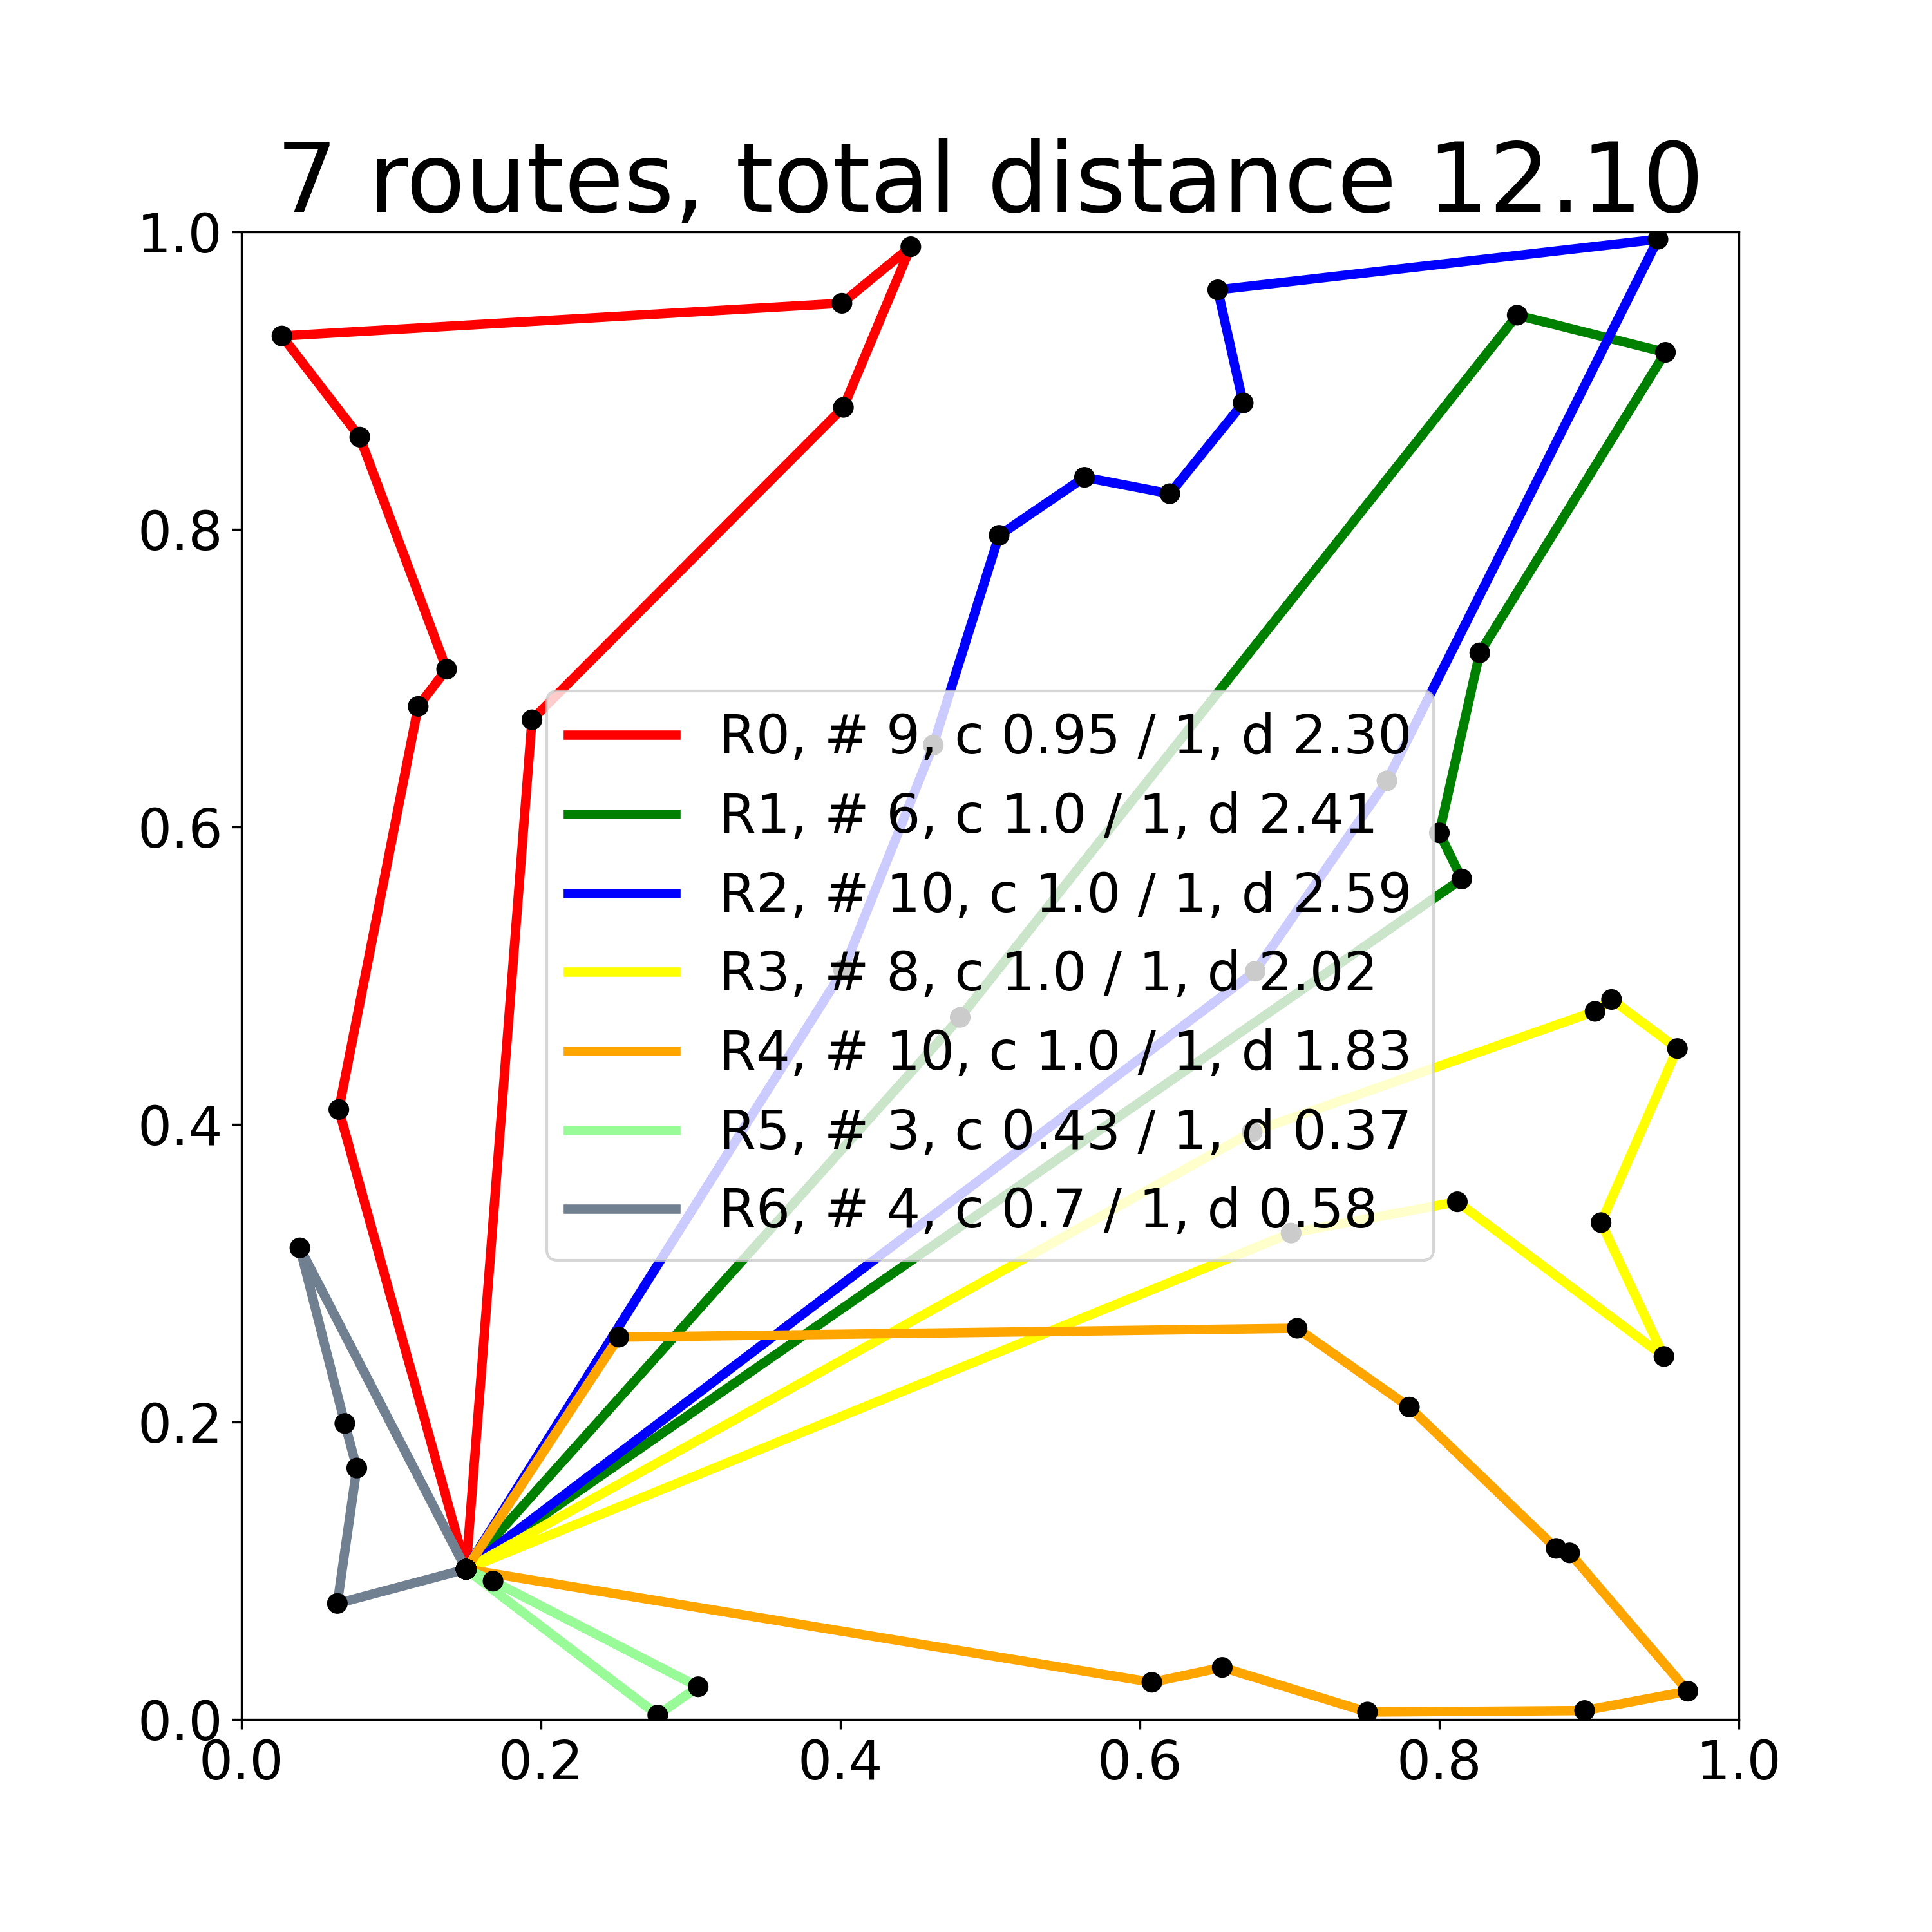 7 routes, total distance 12.10
1.0
0.8
0.6
0.4
0.2
0.0
R0, # 9, c 0.95 / 1, d 2.30
R1, # 6, c 1.0 / 1, d 2.41
R2, # 10, c 1.0 / 1, d 2.59
R3, # 8, c 1.0 / 1, d 2.02
R4, # 10, c 1.0 / 1, d 1.83
R5, # 3, c 0.43 / 1, d 0.37
R6, # 4, c 0.7 / 1, d 0.58
0.0 0.2 0.4 0.6 0.8 1.0